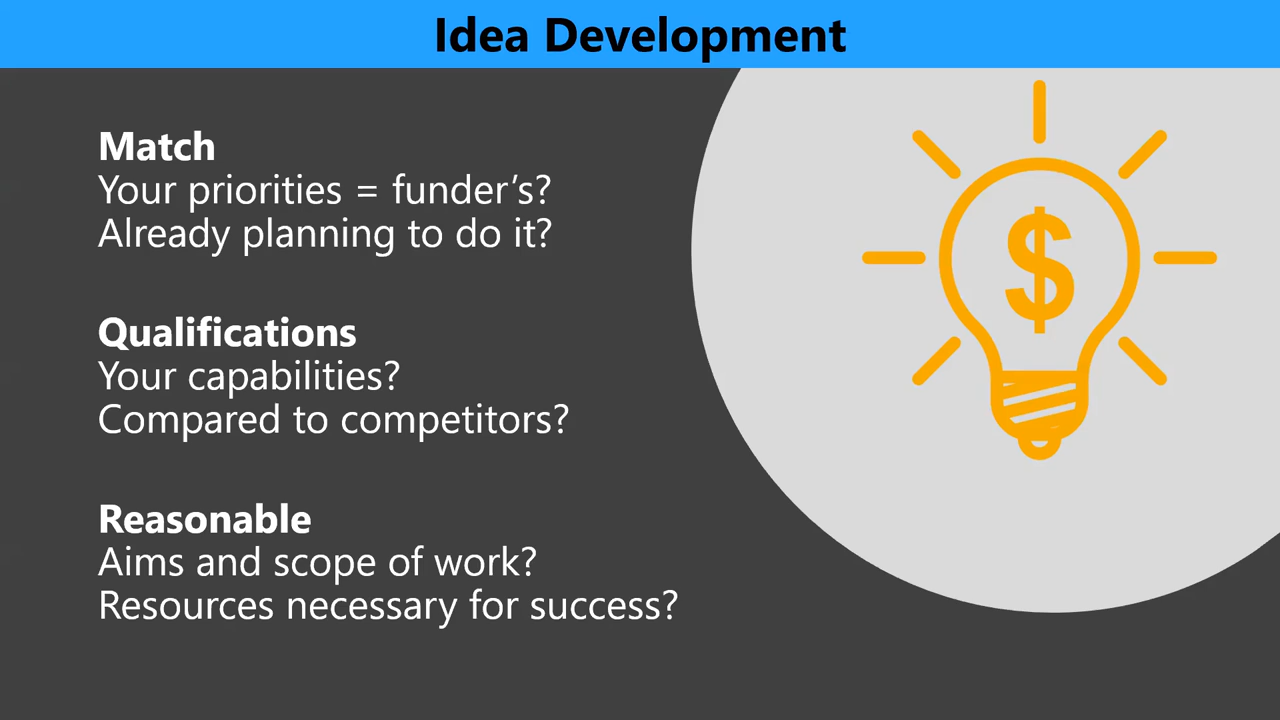 Idea Development
Match
Your priorities = funder’s?
Already planning to do it?
Qualifications
Your capabilities?
Compared to competitors?
Reasonable
Aims and scope of work?
Resources necessary for success?
$